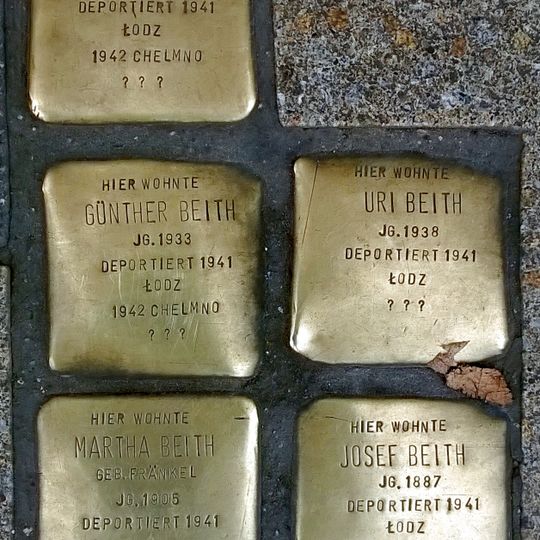 DEPORTIERT 1941
ŁODZ
1942 CHELMNO
? ? ?
HIER WOHNTE
GÜNTHER BEITH
JG. 1933
DEPORTIERT 1941
ŁODZ
1942 CHELMNO
? ? ?
HIER WOHNTE
URI BEITH
JG. 1938
DEPORTIERT 1941
ŁODZ
? ? ?
HIER WOHNTE
MARTHA BEITH
GEB. FRÄNKEL
JG. 1905
DEPORTIERT 1941
HIER WOHNTE
JOSEF BEITH
JG. 1887
DEPORTIERT 1941
ŁODZ